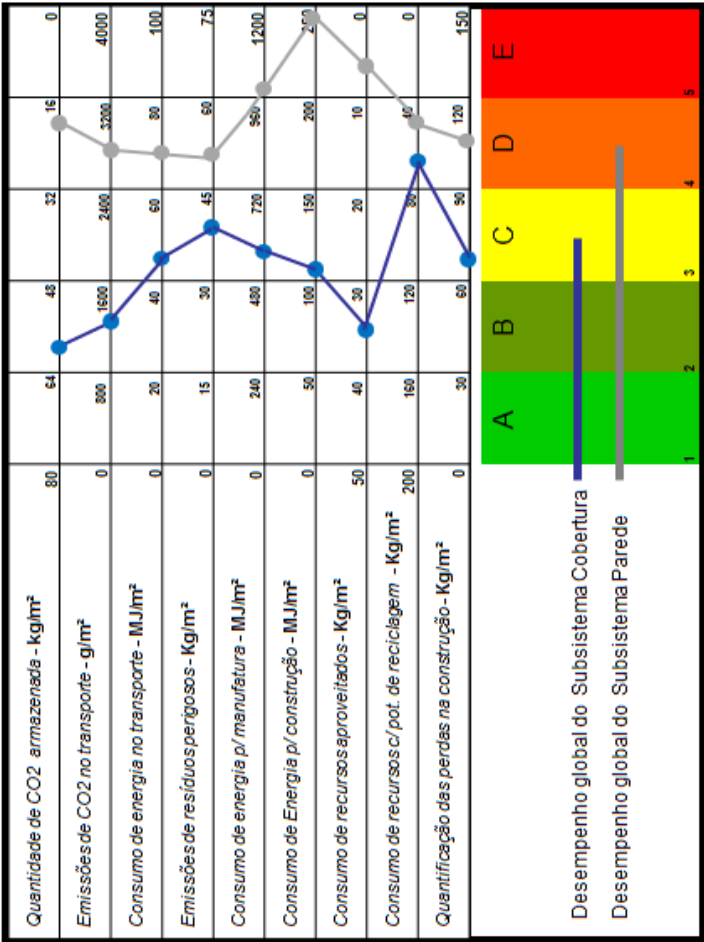 Quantidade de CO2 armazenada - kg/m²
80 64 48 32 16 0
Emissões de CO2 no transporte - g/m²
0 800 1600 2400 3200 4000
Consumo de energia no transporte - MJ/m²
0 20 40 60 80 100
Emissões de resíduos perigosos - Kg/m²
0 15 30 45 60 75
Consumo de energia p/ manufatura - MJ/m²
0 240 480 720 960 1200
Consumo de Energia p/ construção - MJ/m²
0 50 100 150 200 250
Consumo de recursos aproveitados - Kg/m²
50 40 30 20 10 0
Consumo de recursos c/ pot. de reciclagem - Kg/m²
200 160 120 80 40 0
Quantificação das perdas na construção - Kg/m²
0 30 60 90 120 150
A B C D E
Desempenho global do Subsistema Cobertura
Desempenho global do Subsistema Parede
1 2 3 4 5